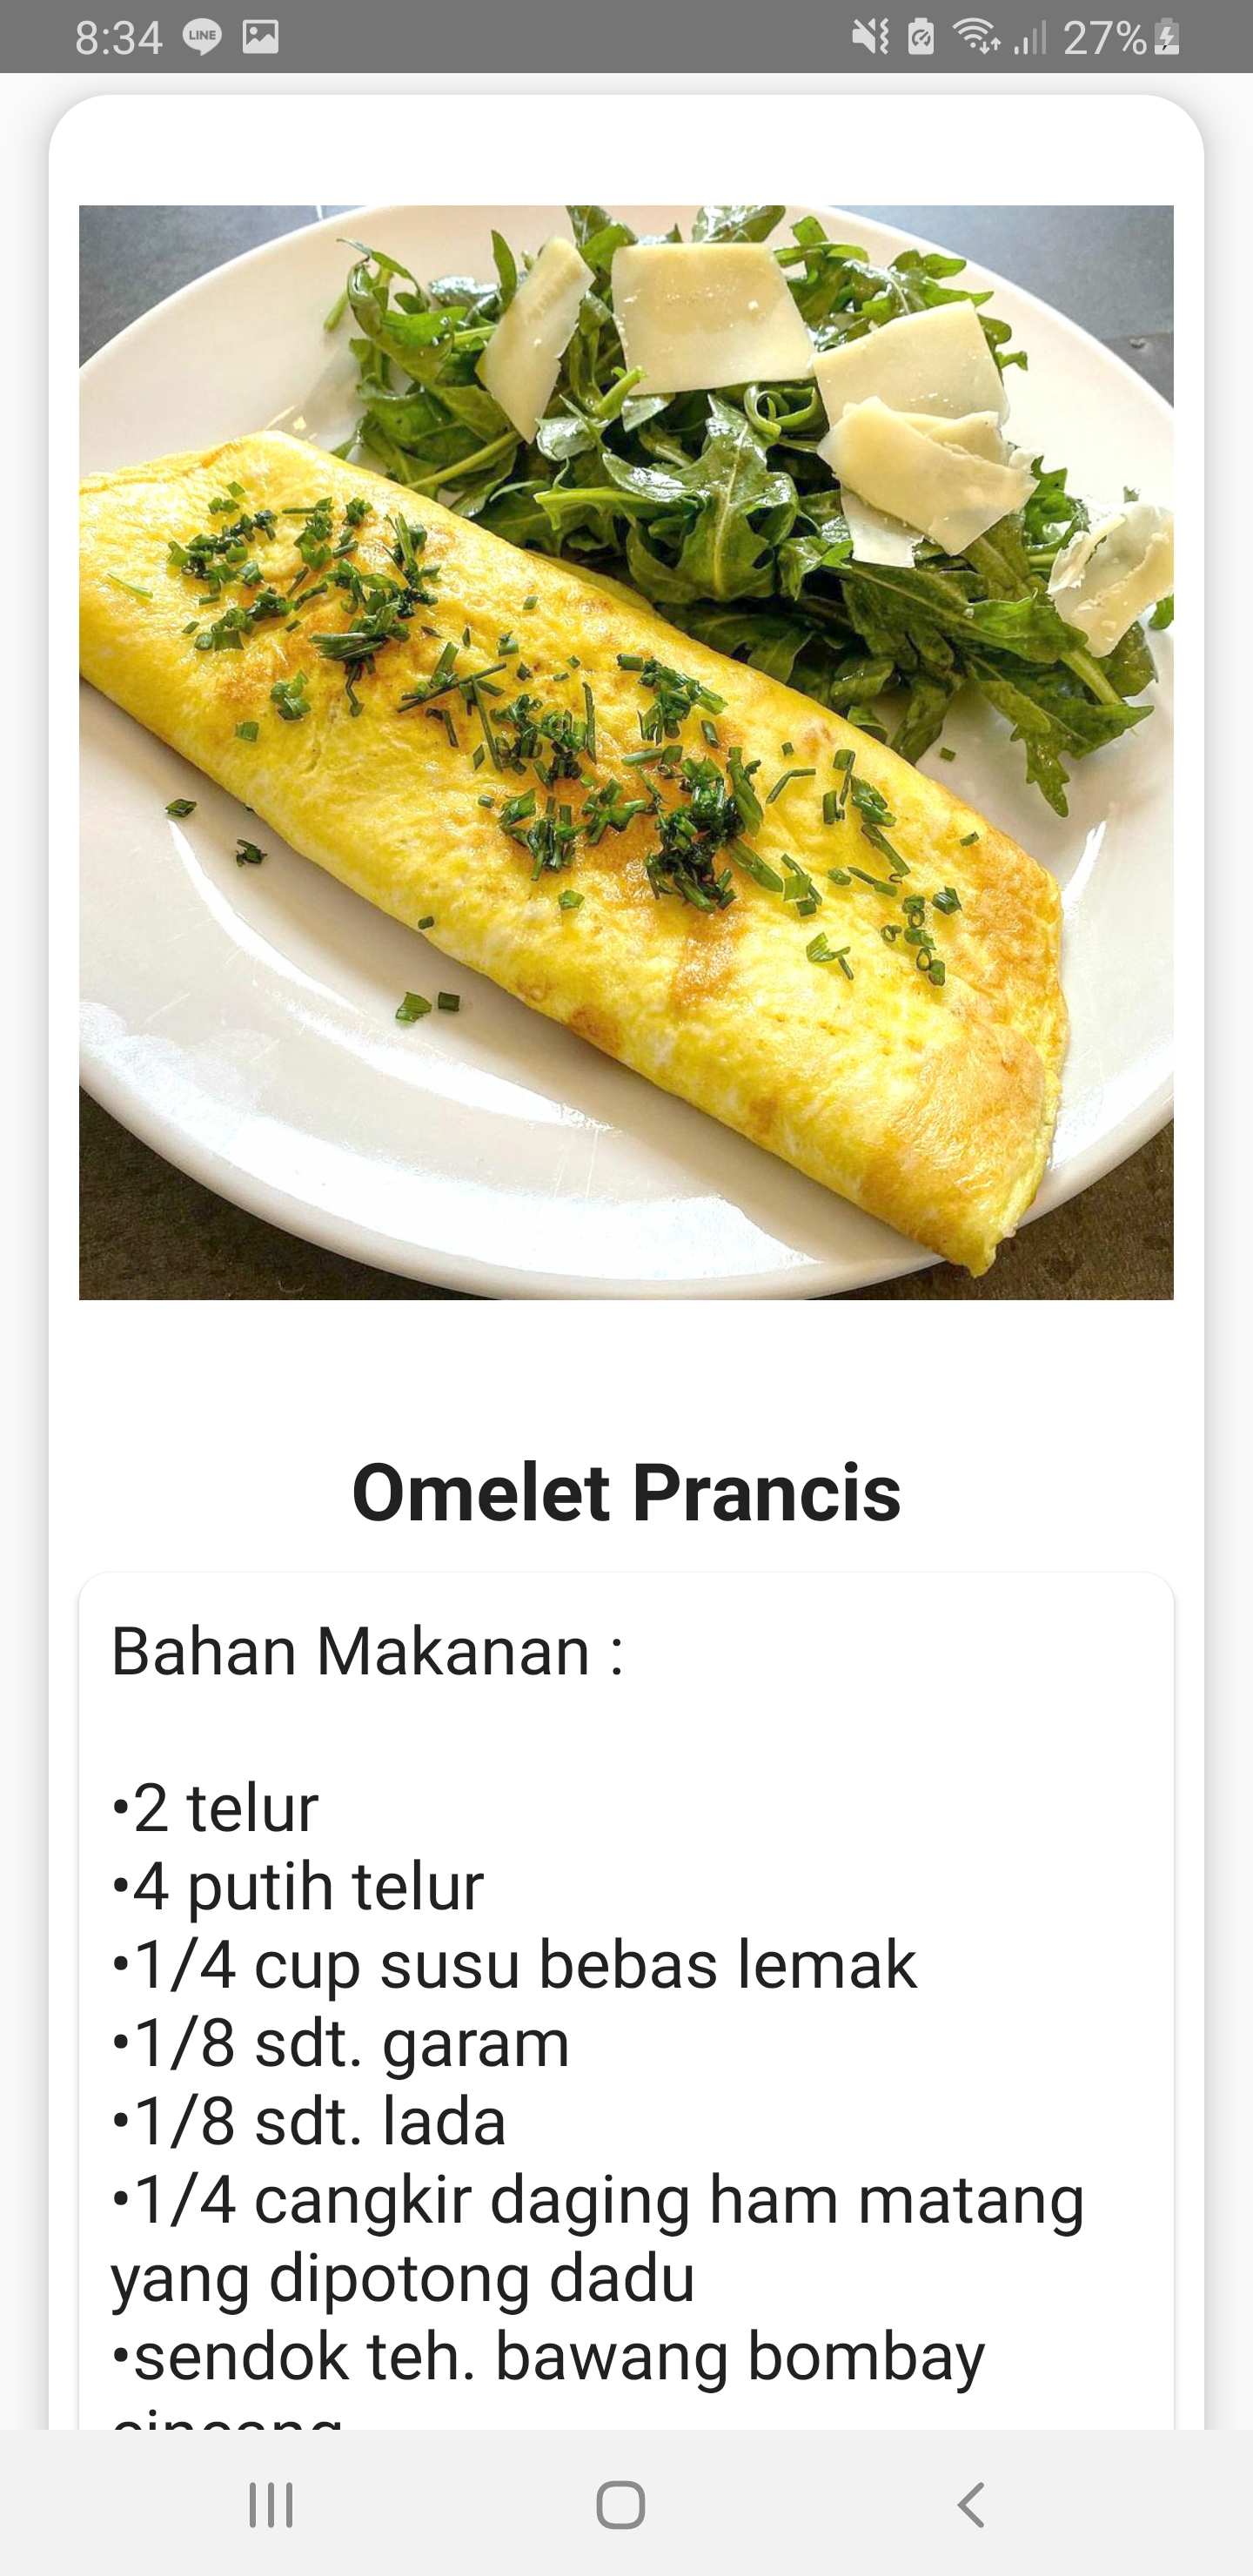 8:34 LINE 27%
Omelet Prancis
Bahan Makanan :
•2 telur
•4 putih telur
•1/4 cup susu bebas lemak
•1/8 sdt. garam
•1/8 sdt. lada
•1/4 cangkir daging ham matang
yang dipotong dadu
•sendok teh. bawang bombay